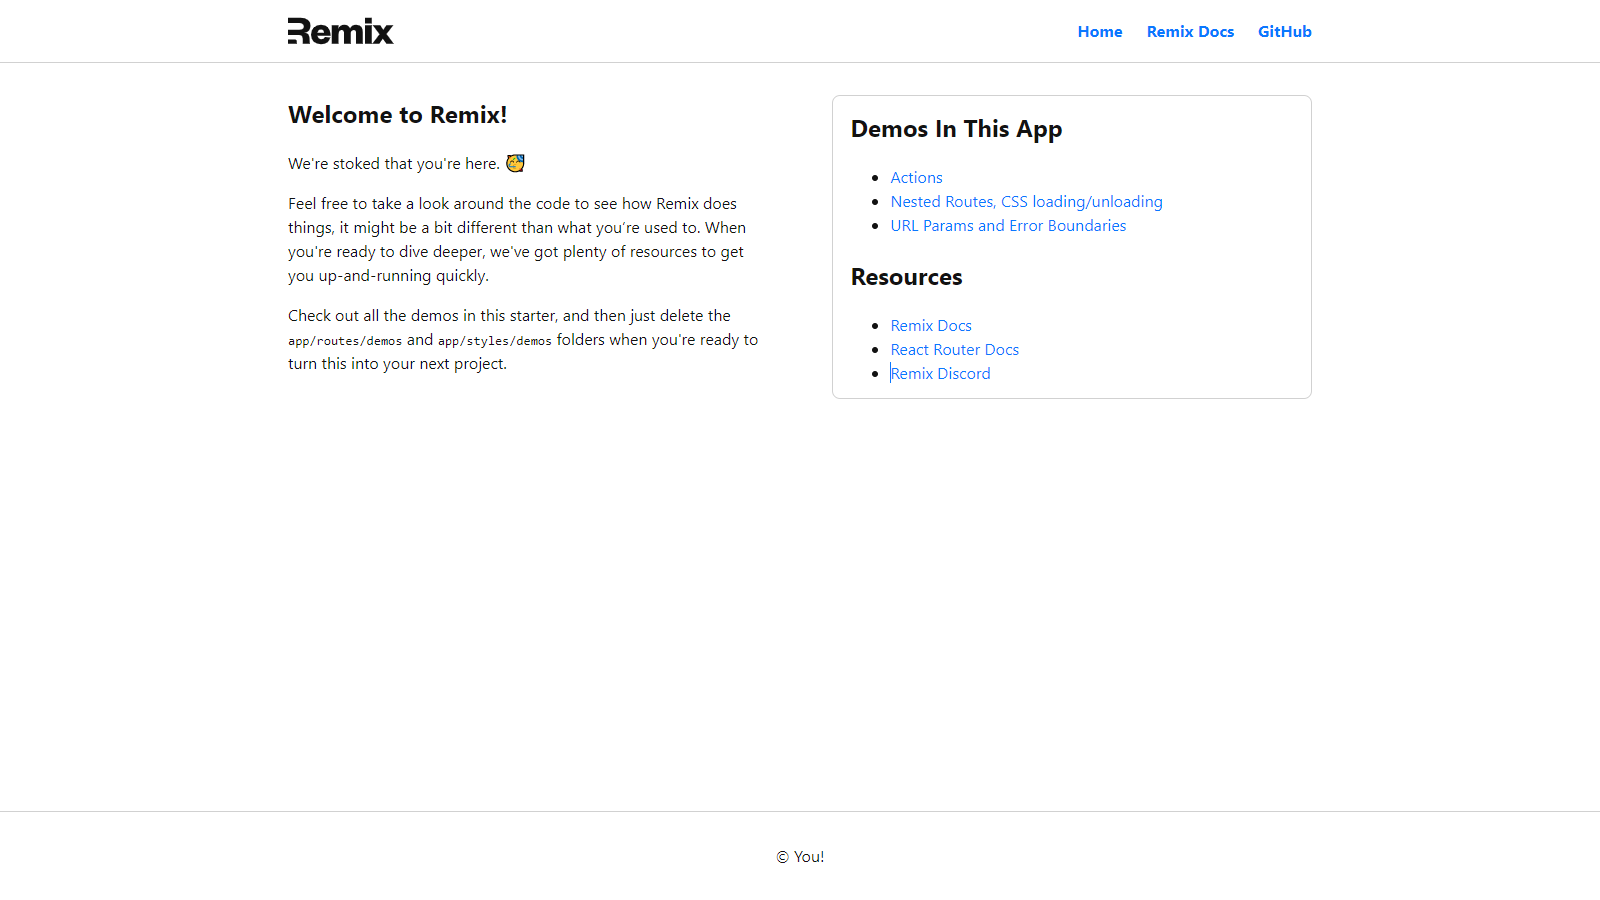 Remix
Home Remix Docs GitHub
Welcome to Remix!
We're stoked that you're here. 🥳
Feel free to take a look around the code to see how Remix does
things, it might be a bit different than what you’re used to. When
you're ready to dive deeper, we've got plenty of resources to get
you up-and-running quickly.
Check out all the demos in this starter, and then just delete the
app/routes/demos and app/styles/demos folders when you're ready to
turn this into your next project.
Demos In This App
Actions
Nested Routes, CSS loading/unloading
URL Params and Error Boundaries
Resources
Remix Docs
React Router Docs
Remix Discord
© You!